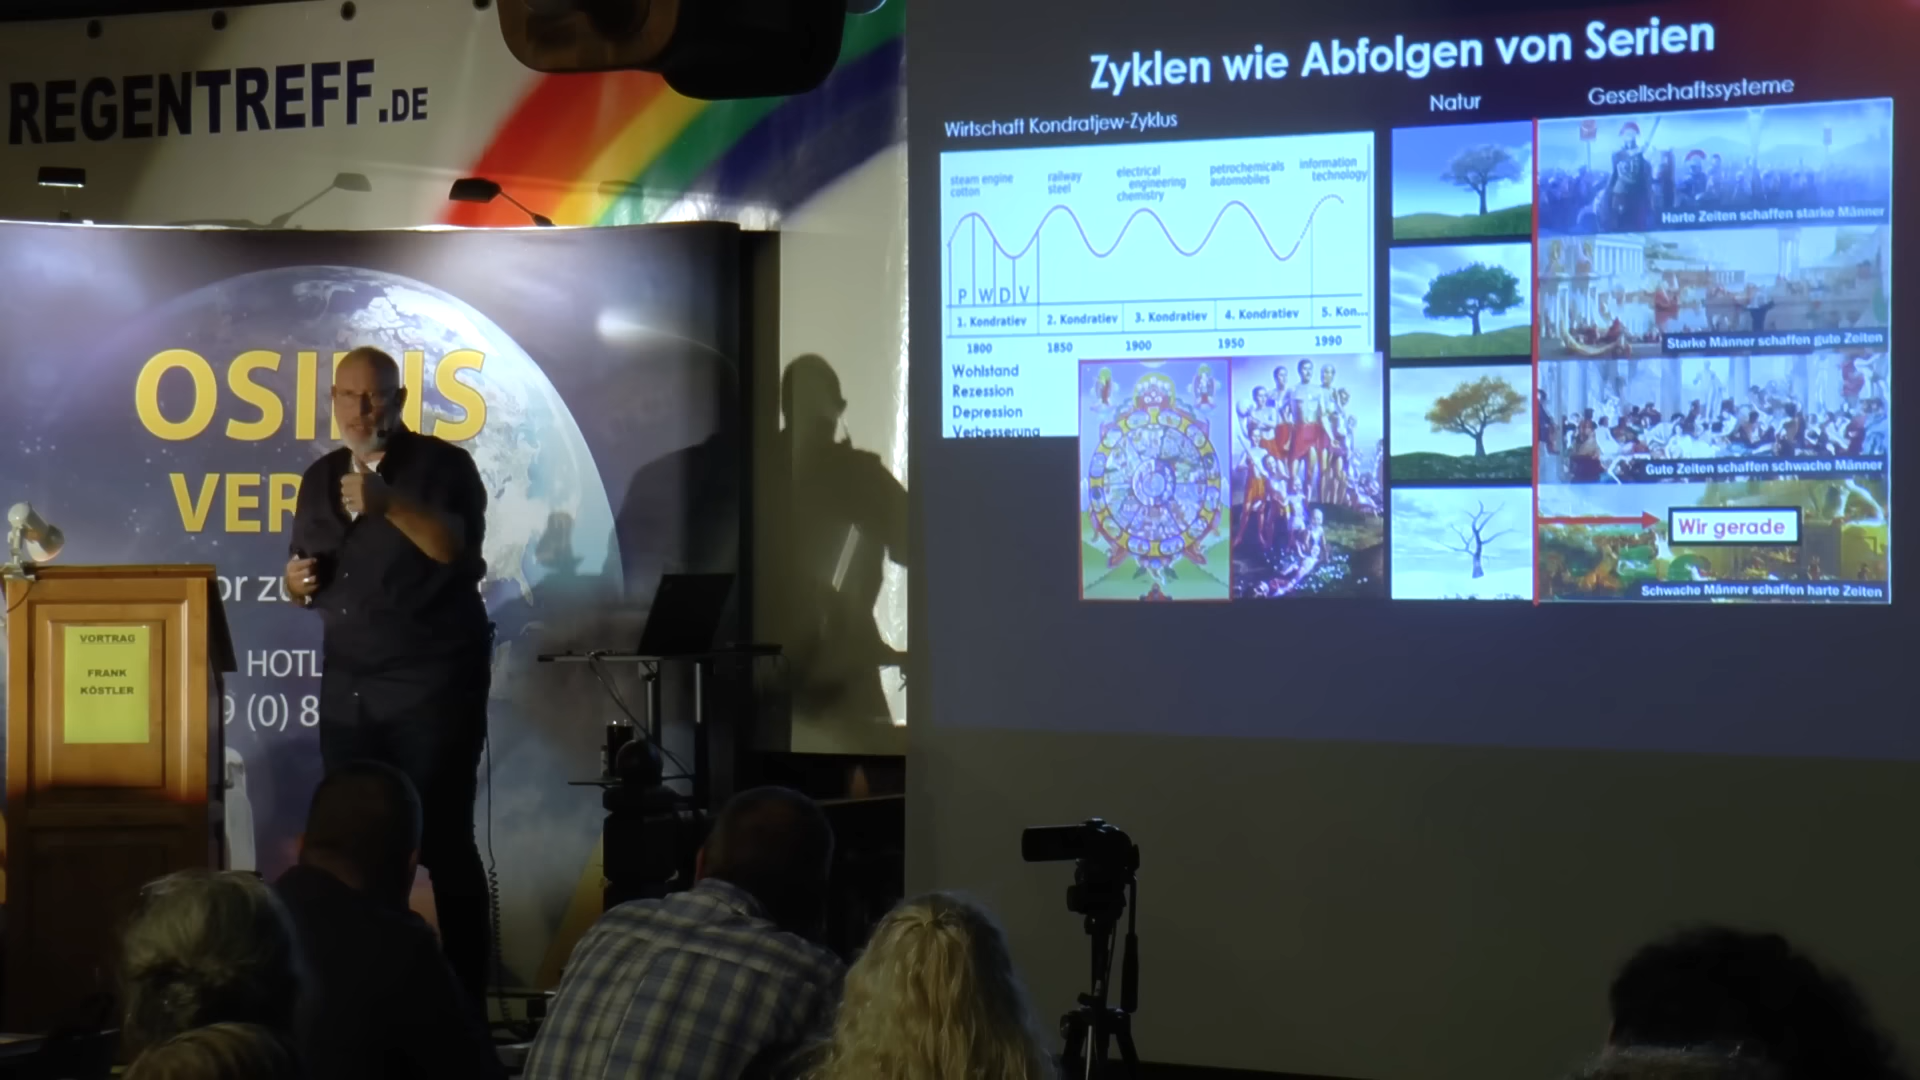 REGENTREFF.DE
OSIRIS
VER
or zu
HOTL
9 (0) 8
VORTRAG
FRANK
KÖSTLER
Zyklen wie Abfolgen von Serien
Wirtschaft Kondratjew-Zyklus
Natur
Gesellschaftssysteme
steam engine
cotton
railway
steel
electrical
engineering
chemistry
petrochemicals
automobiles
information
technology
P W D V
1. Kondratiev
2. Kondratiev
3. Kondratiev
4. Kondratiev
5. Kon...
1800
1850
1900
1950
1990
Wohlstand
Rezession
Depression
Verbesserung
Harte Zeiten schaffen starke Männer
Starke Männer schaffen gute Zeiten
Gute Zeiten schaffen schwache Männer
Wir gerade
Schwache Männer schaffen harte Zeiten